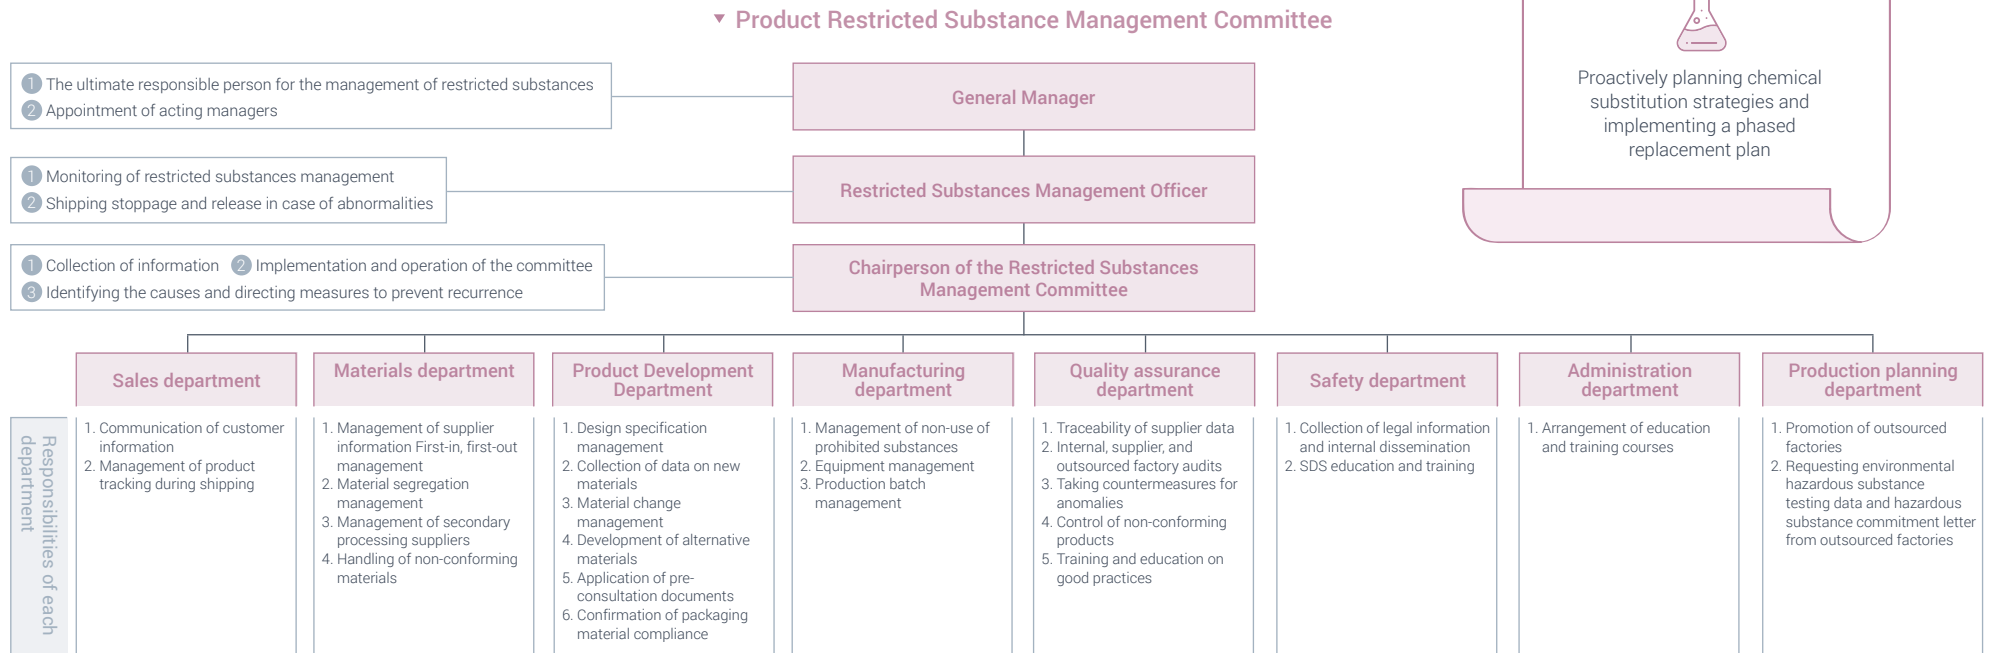 ▼ Product Restricted Substance Management Committee
1 The ultimate responsible person for the management of restricted substances
2 Appointment of acting managers
General Manager
Proactively planning chemical
substitution strategies and
implementing a phased
replacement plan
1 Monitoring of restricted substances management
2 Shipping stoppage and release in case of abnormalities
Restricted Substances Management Officer
1 Collection of information 2 Implementation and operation of the committee
3 Identifying the causes and directing measures to prevent recurrence
Chairperson of the Restricted Substances
Management Committee
Responsibilities of each
department
Sales department
1. Communication of customer
information
2. Management of product
tracking during shipping
Materials department
1. Management of supplier
information First-in, first-out
management
2. Material segregation
management
3. Management of secondary
processing suppliers
4. Handling of non-conforming
materials
Product Development
Department
1. Design specification
management
2. Collection of data on new
materials
3. Material change
management
4. Development of alternative
materials
5. Application of pre-
consultation documents
6. Confirmation of packaging
material compliance
Manufacturing
department
1. Management of non-use of
prohibited substances
2. Equipment management
3. Production batch
management
Quality assurance
department
1. Traceability of supplier data
2. Internal, supplier, and
outsourced factory audits
3. Taking countermeasures for
anomalies
4. Control of non-conforming
products
5. Training and education on
good practices
Safety department
1. Collection of legal information
and internal dissemination
2. SDS education and training
Administration
department
1. Arrangement of education
and training courses
Production planning
department
1. Promotion of outsourced
factories
2. Requesting environmental
hazardous substance
testing data and hazardous
substance commitment letter
from outsourced factories